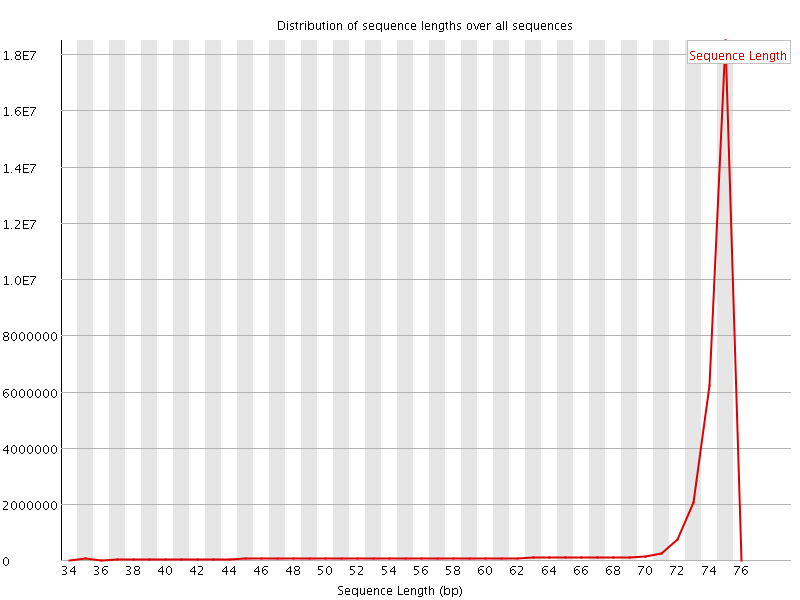 Distribution of sequence lengths over all sequences
1.8E7
Sequence Length
1.6E7
1.4E7
1.2E7
1.0E7
8000000
6000000
4000000
2000000
0
34 36 38 40 42 44 46 48 50 52 54 56 58 60 62 64 66 68 70 72 74 76
Sequence Length (bp)